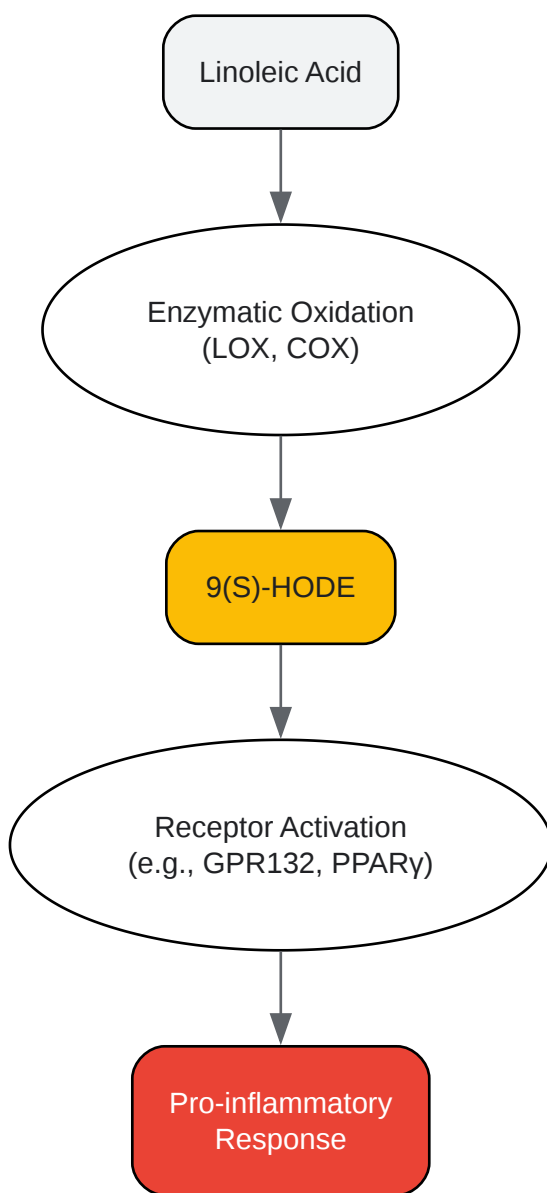 Linoleic Acid
Enzymatic Oxidation
(LOX, COX)
9(S)-HODE
Receptor Activation
(e.g., GPR132, PPARγ)
Pro-inflammatory
Response